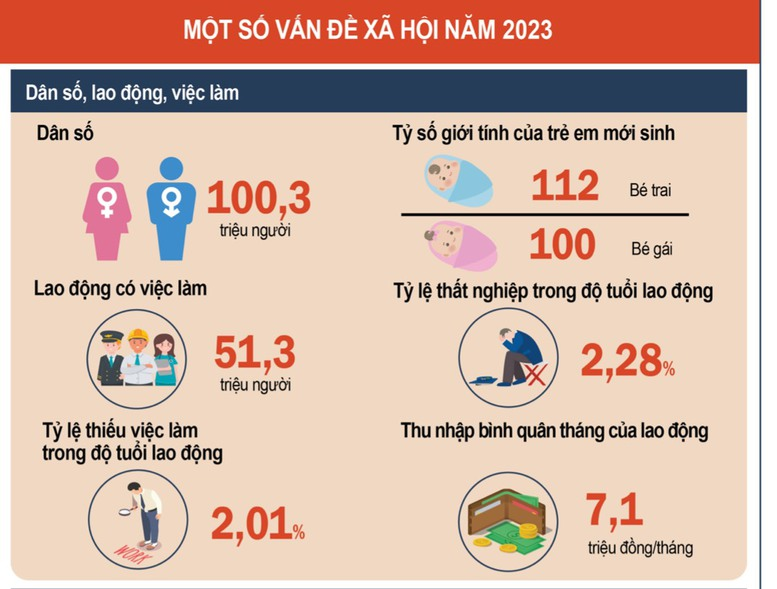 MỘT SỐ VẤN ĐỀ XÃ HỘI NĂM 2023
Dân số, lao động, việc làm
Dân số
100,3
triệu người
Tỷ số giới tính của trẻ em mới sinh
112 Bé trai
100 Bé gái
Lao động có việc làm
51,3
triệu người
Tỷ lệ thất nghiệp trong độ tuổi lao động
2,28%
Tỷ lệ thiếu việc làm
trong độ tuổi lao động
WORK
2,01%
Thu nhập bình quân tháng của lao động
7,1
triệu đồng/tháng